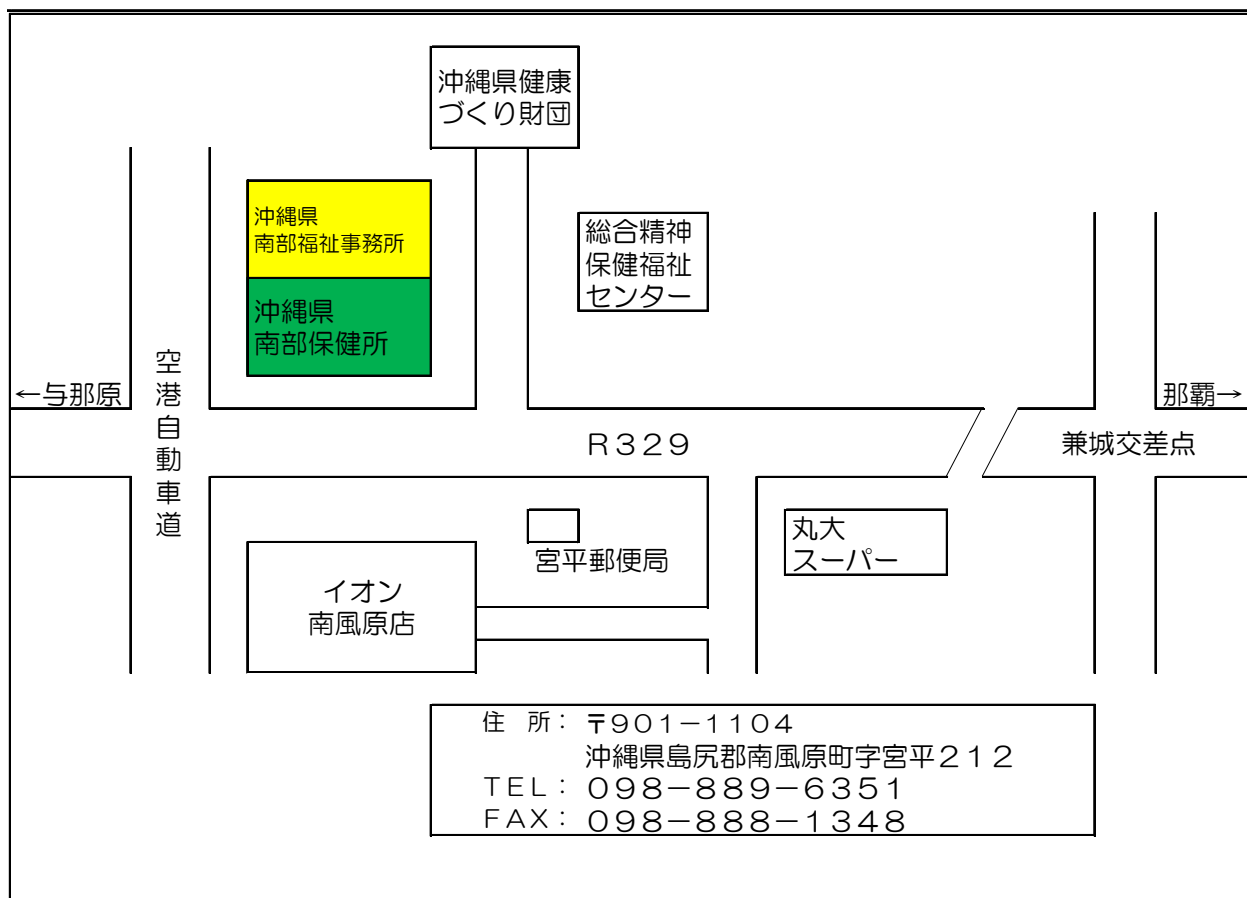 沖縄県健康
づくり財団
沖縄県
南部福祉事務所
沖縄県
南部保健所
総合精神
保健福祉
センター
空港自動車道
←与那原
那覇→
R329
兼城交差点
宮平郵便局
丸大
スーパー
イオン
南風原店
住 所: 〒901-1104
沖縄県島尻郡南風原町字宮平212
TEL: 098-889-6351
FAX: 098-888-1348